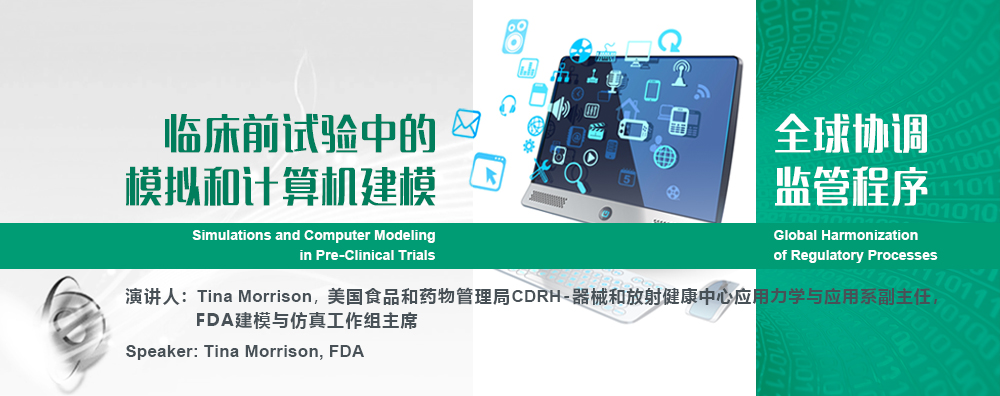 临床前试验中的
模拟和计算机建模
Simulations and Computer Modeling
in Pre-Clinical Trials
全球协调
监管程序
Global Harmonization
of Regulatory Processes
演讲人：Tina Morrison, 美国食品和药物管理局CDRH-器械和放射健康中心应用力学与应用系副主任,
FDA建模与仿真工作组主席
Speaker: Tina Morrison, FDA